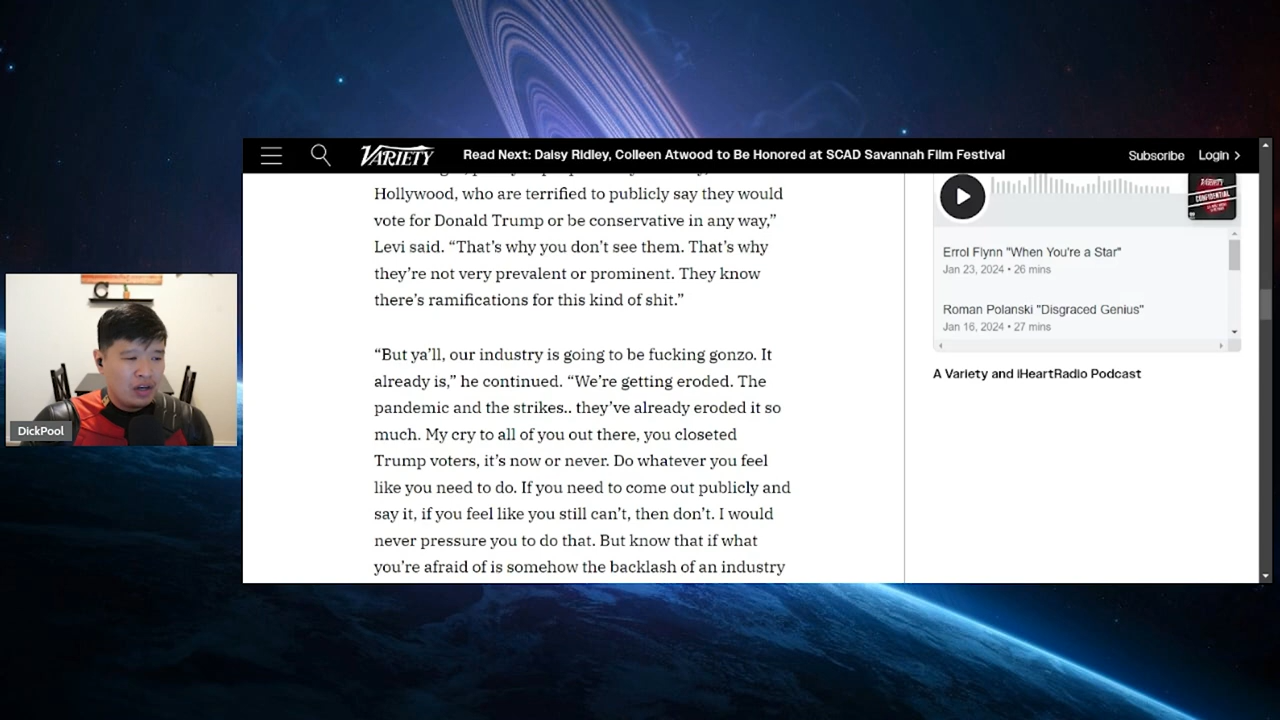 VARIETY
Read Next: Daisy Ridley, Colleen Atwood to Be Honored at SCAD Savannah Film Festival
Subscribe
Login
Hollywood, who are terrified to publicly say they would
vote for Donald Trump or be conservative in any way,”
Levi said. “That’s why you don’t see them. That’s why
they’re not very prevalent or prominent. They know
there’s ramifications for this kind of shit.”
“But ya’ll, our industry is going to be fucking gonzo. It
already is,” he continued. “We’re getting eroded. The
pandemic and the strikes.. they’ve already eroded it so
much. My cry to all of you out there, you closeted
Trump voters, it’s now or never. Do whatever you feel
like you need to do. If you need to come out publicly and
say it, if you feel like you still can’t, then don’t. I would
never pressure you to do that. But know that if what
you’re afraid of is somehow the backlash of an industry
VARIETY
CONFIDENTIAL
Errol Flynn "When You're a Star"
Jan 23, 2024 • 26 mins
Roman Polanski "Disgraced Genius"
Jan 16, 2024 • 27 mins
A Variety and iHeartRadio Podcast
DickPool